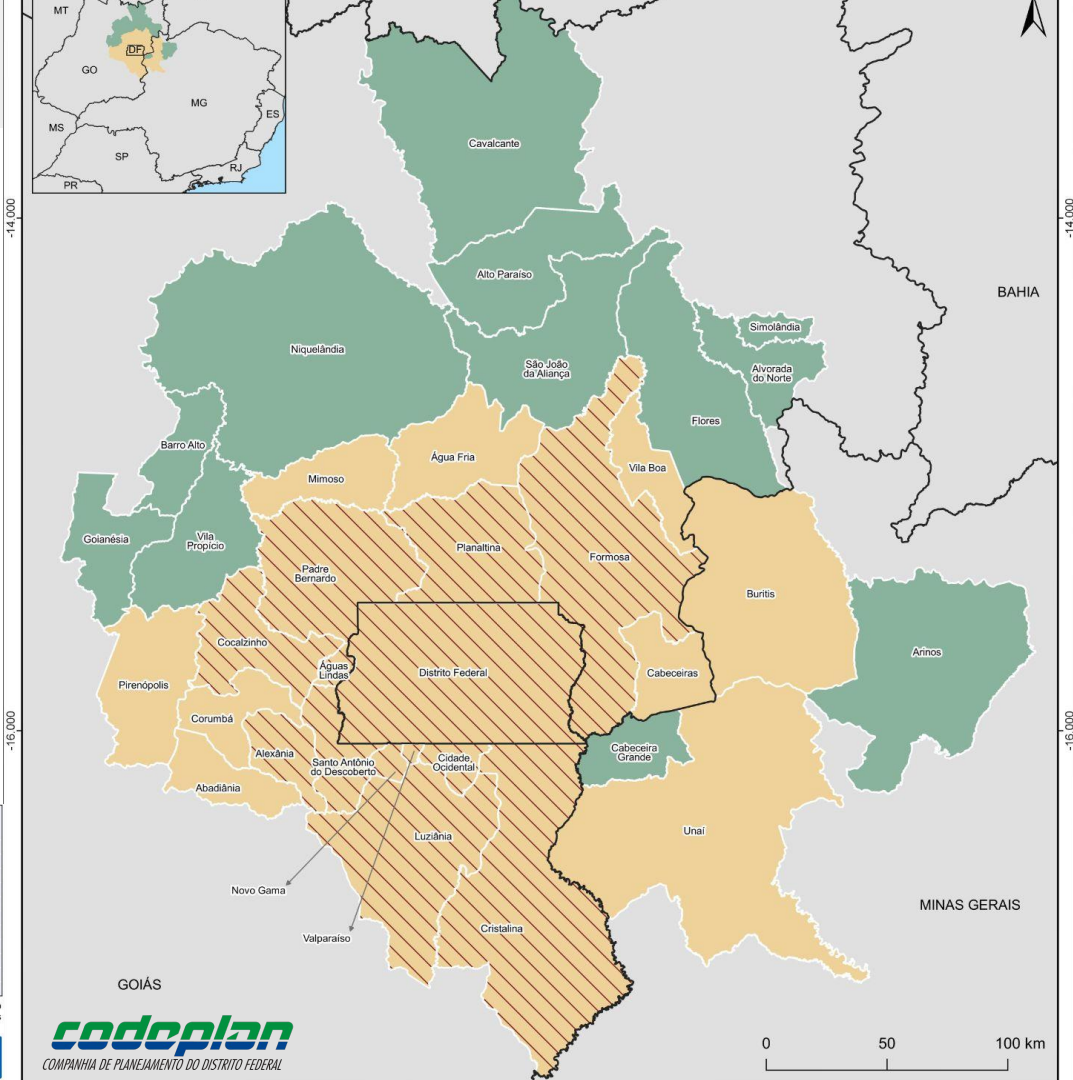 MT
DF
GO
MG
ES
MS
SP
RJ
PR
-14.000
-14.000
Cavalcante
Alto Paraíso
BAHIA
Niquelândia
São João
da Aliança
Simolândia
Alvorada
do Norte
Flores
Barro Alto
Água Fria
Vila Boa
Mimoso
Goianésia
Vila
Propício
Planaltina
Formosa
Padre
Bernardo
Buritis
Cocalzinho
Águas
Lindas
Distrito Federal
Cabeceiras
Arinos
Pirenópolis
Corumbá
-16.000
-16.000
Alexânia
Santo Antônio
do Descoberto
Cidade
Ocidental
Cabeceira
Grande
Abadiânia
Luziânia
Unaí
Novo Gama
Valparaíso
Cristalina
MINAS GERAIS
GOIÁS
codeplan
COMPANHIA DE PLANEJAMENTO DO DISTRITO FEDERAL
0 50 100 km